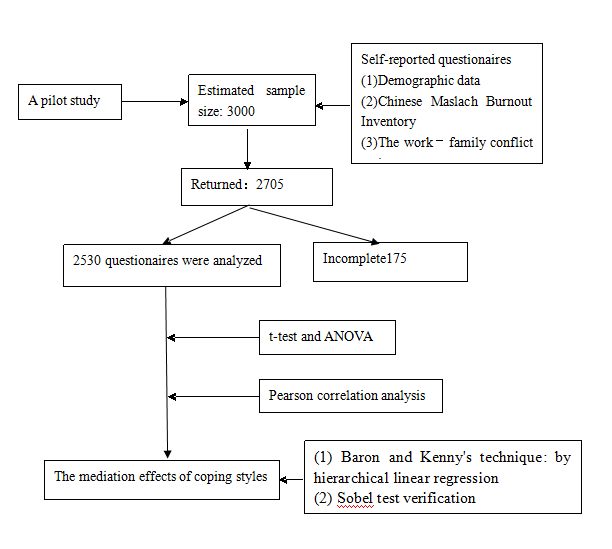 Self-reported questionaires
(1)Demographic data
(2)Chinese Maslach Burnout
Inventory
(3)The work－family conflict
A pilot study
Estimated sample
size: 3000
Returned：2705
2530 questionaires were analyzed
Incomplete175
t-test and ANOVA
Pearson correlation analysis
The mediation effects of coping styles
(1) Baron and Kenny's technique: by
hierarchical linear regression
(2) Sobel test verification